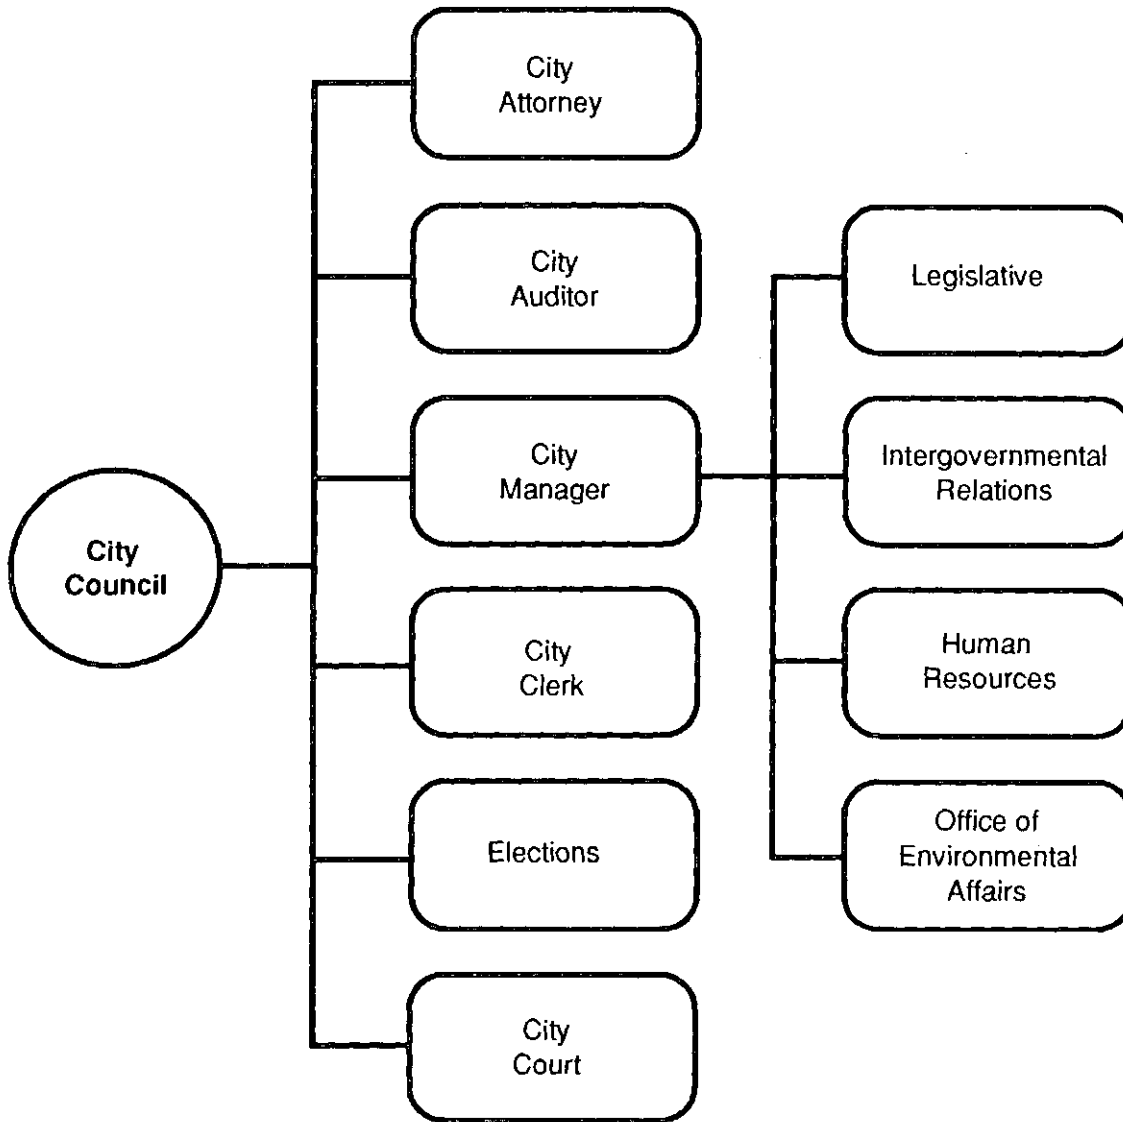 City
Attorney
City
Auditor
City
Manager
City
Clerk
Elections
City
Court
City
Council
Legislative
Intergovernmental
Relations
Human
Resources
Office of
Environmental
Affairs